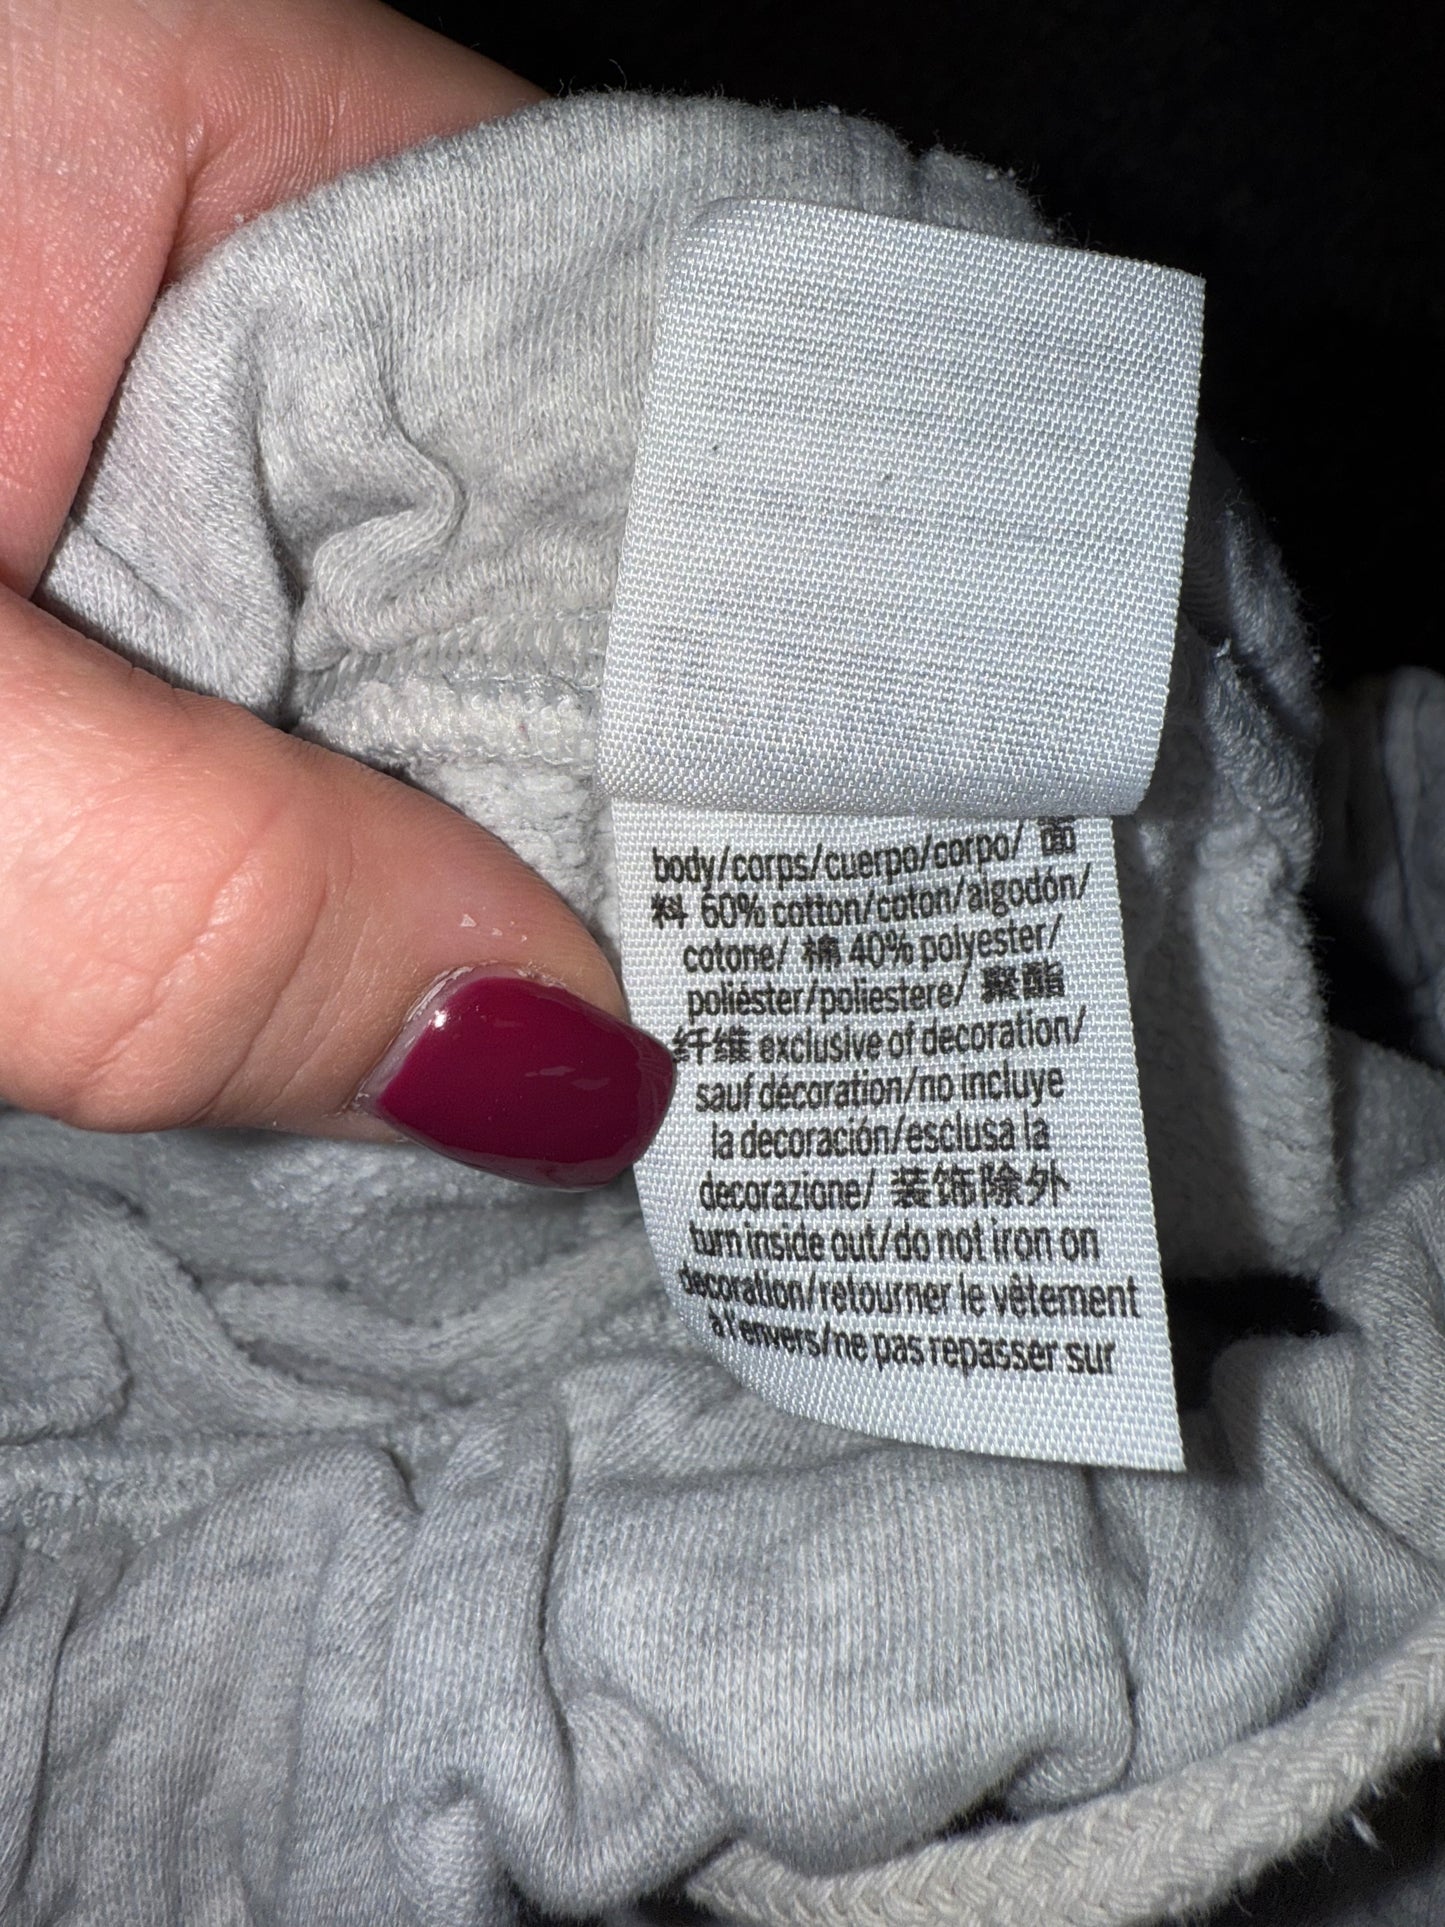 body/corps/cuerpo/corpo/ 面
料 60% cotton/coton/algodón/
cotone/ 棉 40% polyester/
poliéster/poliestere/ 聚酯
纤维 exclusive of decoration/
sauf décoration/no incluye
la decoración/esclusa la
decorazione/ 装饰除外
turn inside out/do not iron on
decoration/retourner le vêtement
à l'envers/ne pas repasser sur